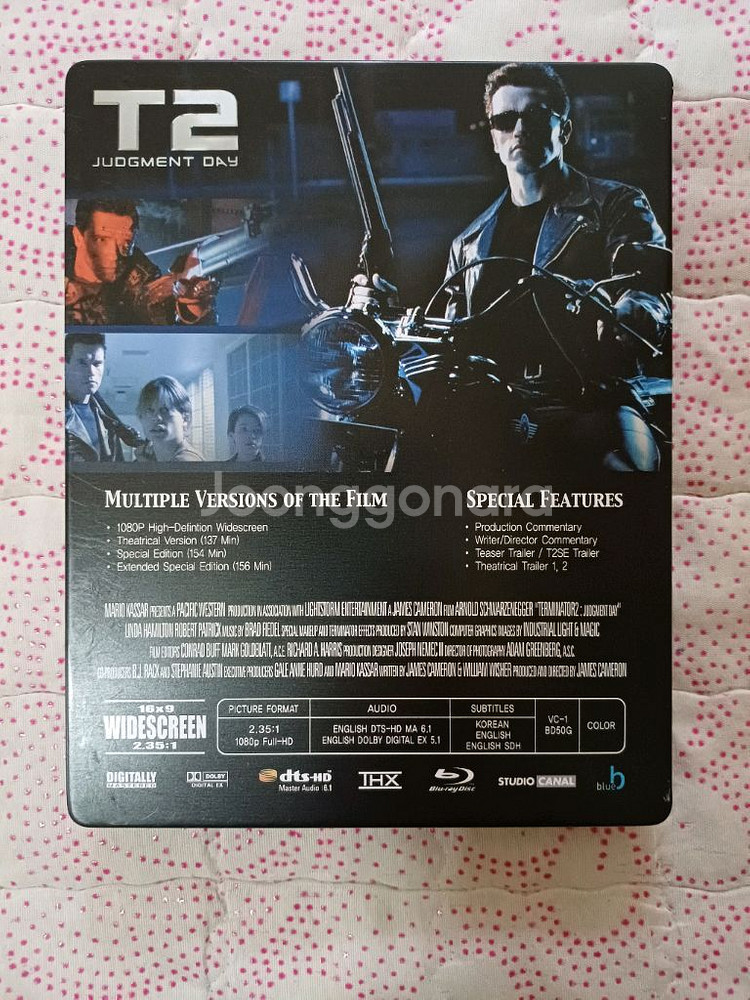 T2
JUDGMENT DAY
Joonggonara
MULTIPLE VERSIONS OF THE FILM
• 1080P High-Defintion Widescreen
• Theatrical Version (137 Min)
• Special Edition (154 Min)
• Extended Special Edition (156 Min)
SPECIAL FEATURES
• Production Commentary
• Writer/Director Commentary
• Teaser Trailer / T2SE Trailer
• Theatrical Trailer 1, 2
MARIO KASSAR PRESENTS A PACIFIC WESTERN PRODUCTION IN ASSOCIATION WITH LIGHTSTORM ENTERTAINMENT A JAMES CAMERON FILM ARNOLD SCHWARZENEGGER "TERMINATOR2 : JUDGMENT DAY"
LINDA HAMILTON ROBERT PATRICK MUSIC BY BRAD FIEDEL SPECIAL MAKEUP AND TERMINATOR EFFECTS PRODUCED BY STAN WINSTON COMPUTER GRAPHICS IMAGES BY INDUSTRIAL LIGHT & MAGIC
FILM EDITORS CONRAD BUFF MARK GOLDBLATT, A.C.E. RICHARD A. HARRIS PRODUCTION DESIGNER JOSEPH NEMEC III DIRECTOR OF PHOTOGRAPHY ADAM GREENBERG, A.S.C.
CO-PRODUCERS B.J. RACK AND STEPHANIE AUSTIN EXECUTIVE PRODUCERS GALE ANNE HURD AND MARIO KASSAR WRITTEN BY JAMES CAMERON & WILLIAM WISHER PRODUCED AND DIRECTED BY JAMES CAMERON
16x9
WIDESCREEN
2.35:1
PICTURE FORMAT
2.35:1
1080p Full-HD
AUDIO
ENGLISH DTS-HD MA 6.1
ENGLISH DOLBY DIGITAL EX 5.1
SUBTITLES
KOREAN
ENGLISH
ENGLISH SDH
VC-1
BD50G
COLOR
DIGITALLY
MASTERED
DOLBY
DIGITAL EX
dts-HD
Master Audio 6.1
THX
Blu-ray Disc
STUDIO CANAL
blue b